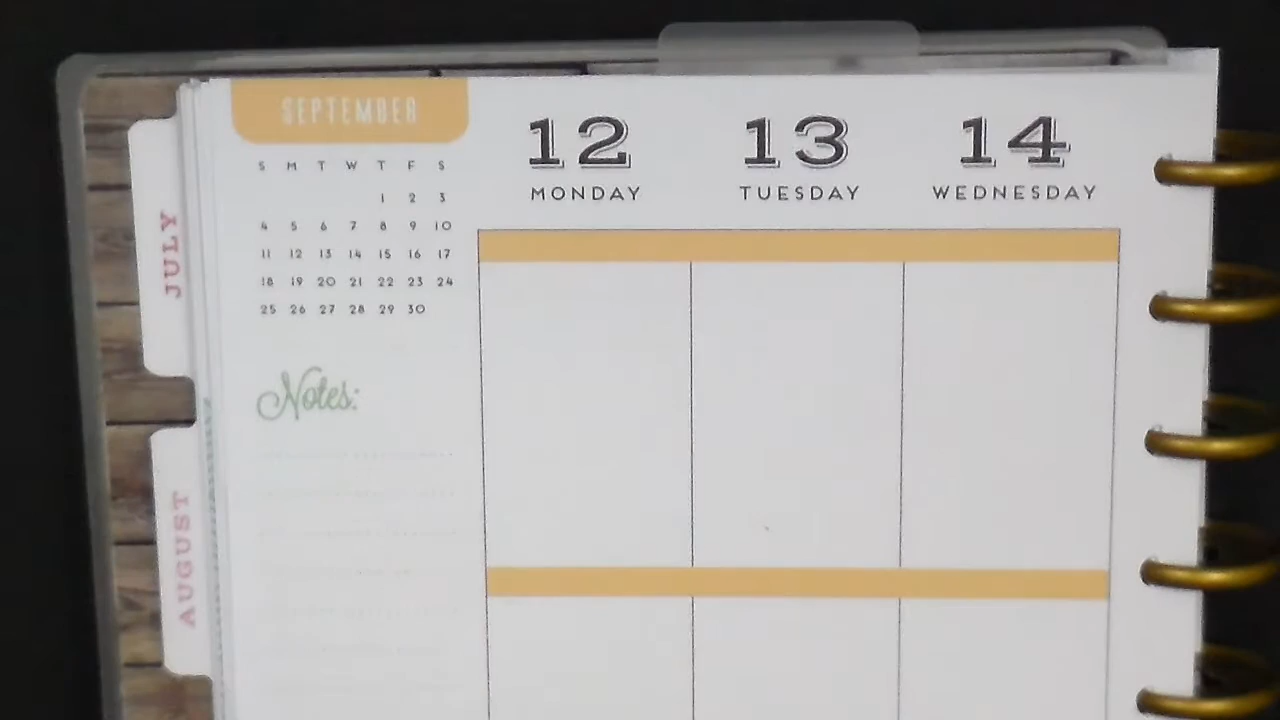 SEPTEMBER
S M T W T F S
1 2 3
4 5 6 7 8 9 10
11 12 13 14 15 16 17
18 19 20 21 22 23 24
25 26 27 28 29 30
Notes:
12 13 14
MONDAY TUESDAY WEDNESDAY
JULY
AUGUST